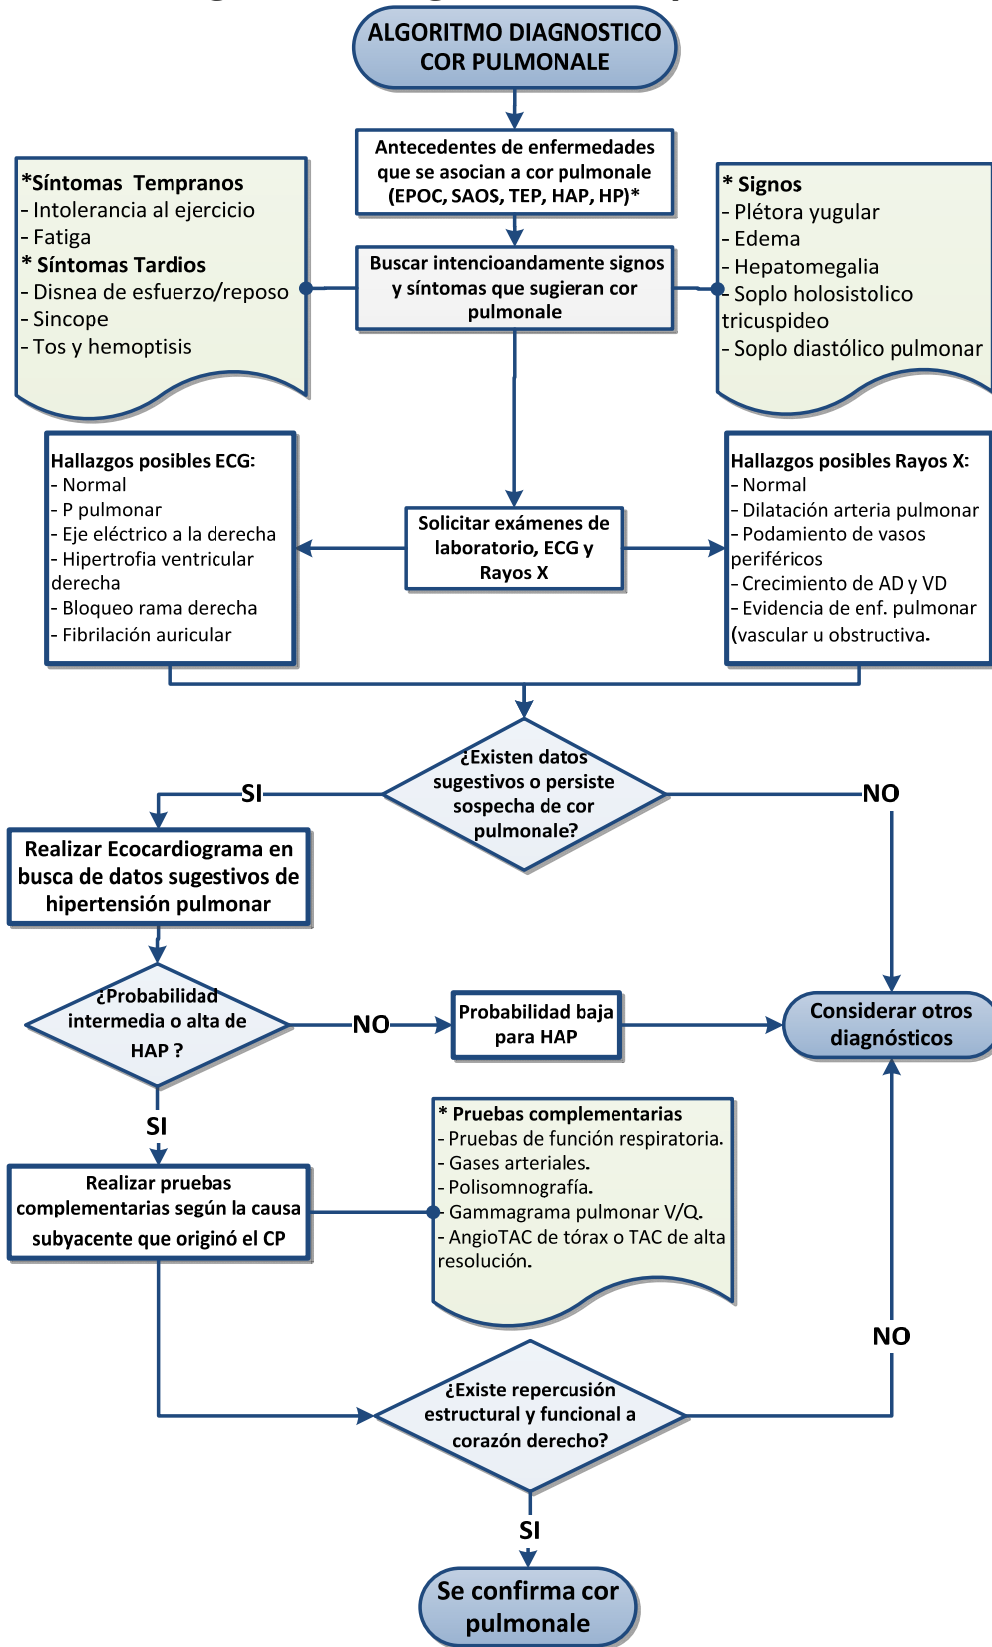 ALGORITMO DIAGNOSTICO
COR PULMONALE
Antecedentes de enfermedades
que se asocian a cor pulmonale
(EPOC, SAOS, TEP, HAP, HP)*
*Síntomas Tempranos
- Intolerancia al ejercicio
- Fatiga
* Síntomas Tardios
- Disnea de esfuerzo/reposo
- Sincope
- Tos y hemoptisis
Buscar intencioandamente signos
y síntomas que sugieran cor
pulmonale
* Signos
- Plétora yugular
- Edema
- Hepatomegalia
- Soplo holosistolico
tricuspideo
- Soplo diastólico pulmonar
Hallazgos posibles ECG:
- Normal
- P pulmonar
- Eje eléctrico a la derecha
- Hipertrofia ventricular
derecha
- Bloqueo rama derecha
- Fibrilación auricular
Solicitar exámenes de
laboratorio, ECG y
Rayos X
Hallazgos posibles Rayos X:
- Normal
- Dilatación arteria pulmonar
- Podamiento de vasos
periféricos
- Crecimiento de AD y VD
- Evidencia de enf. pulmonar
(vascular u obstructiva.
¿Existen datos
sugestivos o persiste
sospecha de cor
pulmonale?
SI
NO
Realizar Ecocardiograma en
busca de datos sugestivos de
hipertensión pulmonar
¿Probabilidad
intermedia o alta de
HAP ?
NO
Probabilidad baja
para HAP
Considerar otros
diagnósticos
SI
Realizar pruebas
complementarias según la causa
subyacente que originó el CP
* Pruebas complementarias
- Pruebas de función respiratoria.
- Gases arteriales.
- Polisomnografía.
- Gammagrama pulmonar V/Q.
- AngioTAC de tórax o TAC de alta
resolución.
NO
¿Existe repercusión
estructural y funcional a
corazón derecho?
SI
Se confirma cor
pulmonale